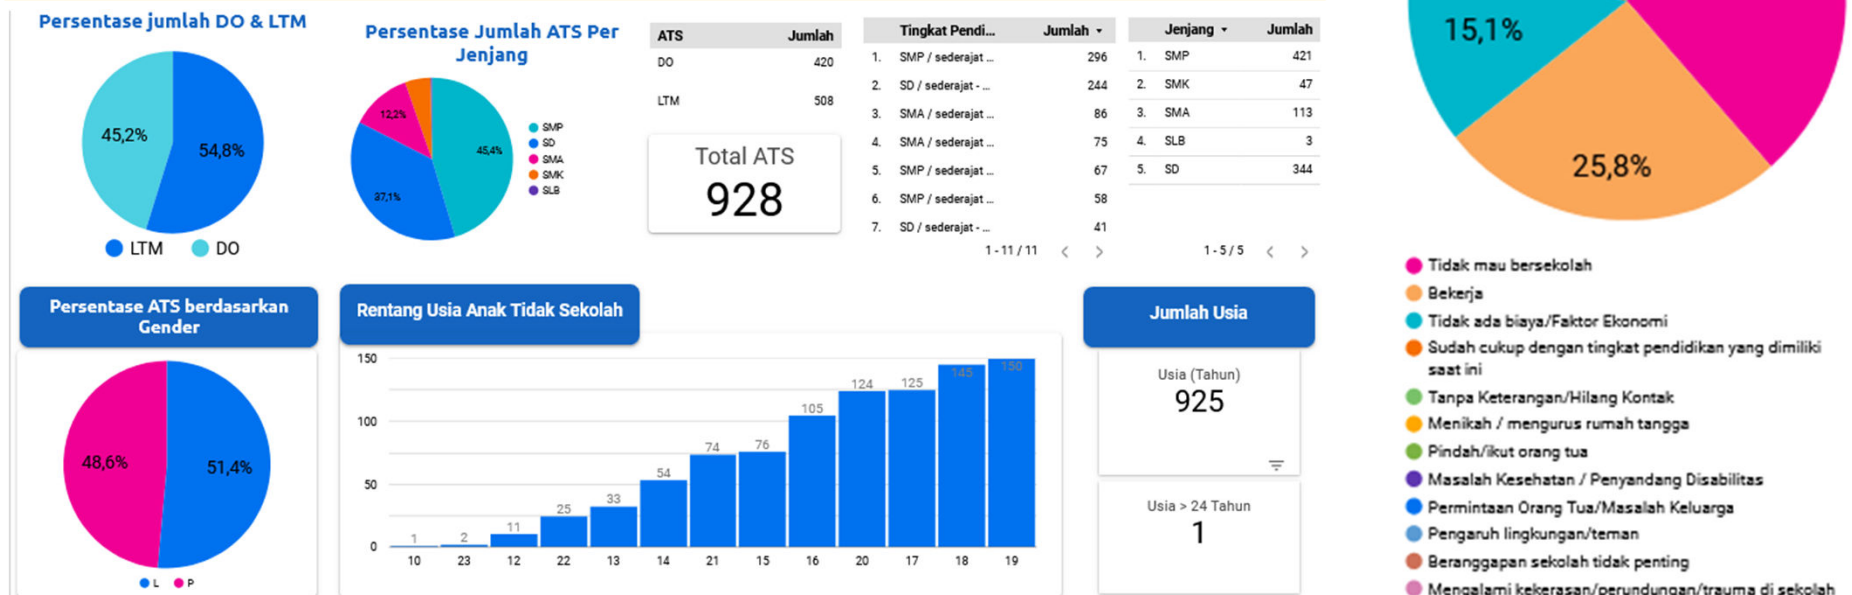 Persentase jumlah DO & LTM
45,2%
54,8%
LTM
DO
Persentase Jumlah ATS Per
Jenjang
12,2%
45,4%
37,1%
SMP
SD
SMA
SMK
SLB
ATS Jumlah
DO 420
LTM 508
Total ATS
928
Tingkat Pendi... Jumlah
1. SMP / sederajat ... 296
2. SD / sederajat - ... 244
3. SMA / sederajat ... 86
4. SMA / sederajat ... 75
5. SMP / sederajat ... 67
6. SMP / sederajat ... 58
7. SD / sederajat - ... 41
1 - 11 / 11
Jenjang Jumlah
1. SMP 421
2. SMK 47
3. SMA 113
4. SLB 3
5. SD 344
1 - 5 / 5
Persentase ATS berdasarkan
Gender
48,6%
51,4%
L P
Rentang Usia Anak Tidak Sekolah
150
100
50
0
1
2
11
25
33
54
74
76
105
124
125
145
150
10 23 12 22 13 14 21 15 16 20 17 18 19
Jumlah Usia
Usia (Tahun)
925
Usia > 24 Tahun
1
15,1%
25,8%
Tidak mau bersekolah
Bekerja
Tidak ada biaya/Faktor Ekonomi
Sudah cukup dengan tingkat pendidikan yang dimiliki
saat ini
Tanpa Keterangan/Hilang Kontak
Menikah / mengurus rumah tangga
Pindah/ikut orang tua
Masalah Kesehatan / Penyandang Disabilitas
Permintaan Orang Tua/Masalah Keluarga
Pengaruh lingkungan/teman
Beranggapan sekolah tidak penting
Mengalami kekerasan/perundungan/trauma di sekolah